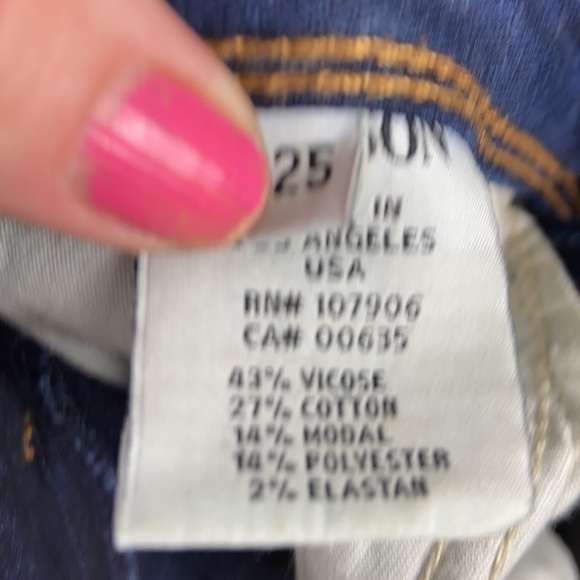 25
IN
ANGELES
USA
RN# 107906
CA# 00635
43% VICOSE
27% COTTON
14% MODAL
14% POLYESTER
2% ELASTAN